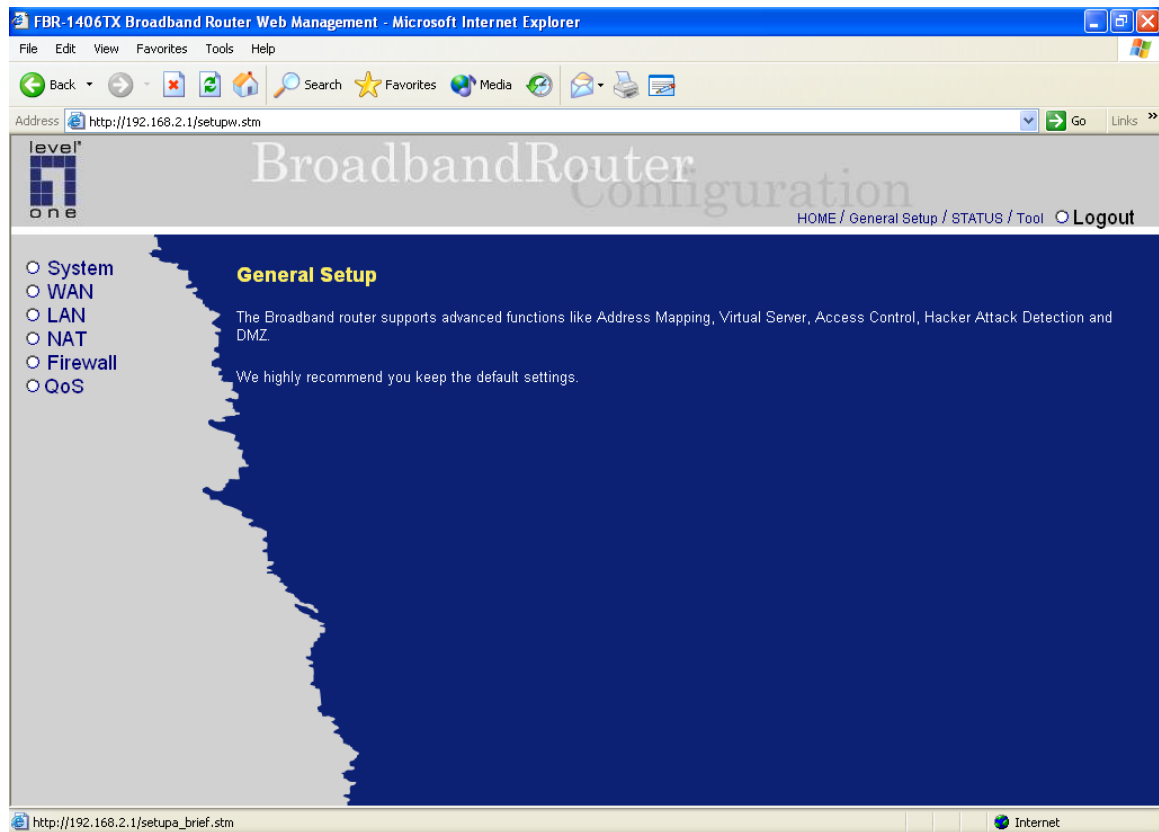 FBR-1406TX Broadband Router Web Management - Microsoft Internet Explorer
File Edit View Favorites Tools Help
Back Search Favorites Media
Address http://192.168.2.1/setupw.stm Go Links »
level*
one
BroadbandRouter
Configuration
HOME / General Setup / STATUS / Tool Logout
System
WAN
LAN
NAT
Firewall
QoS
General Setup
The Broadband router supports advanced functions like Address Mapping, Virtual Server, Access Control, Hacker Attack Detection and
DMZ.
We highly recommend you keep the default settings.
http://192.168.2.1/setupa_brief.stm Internet